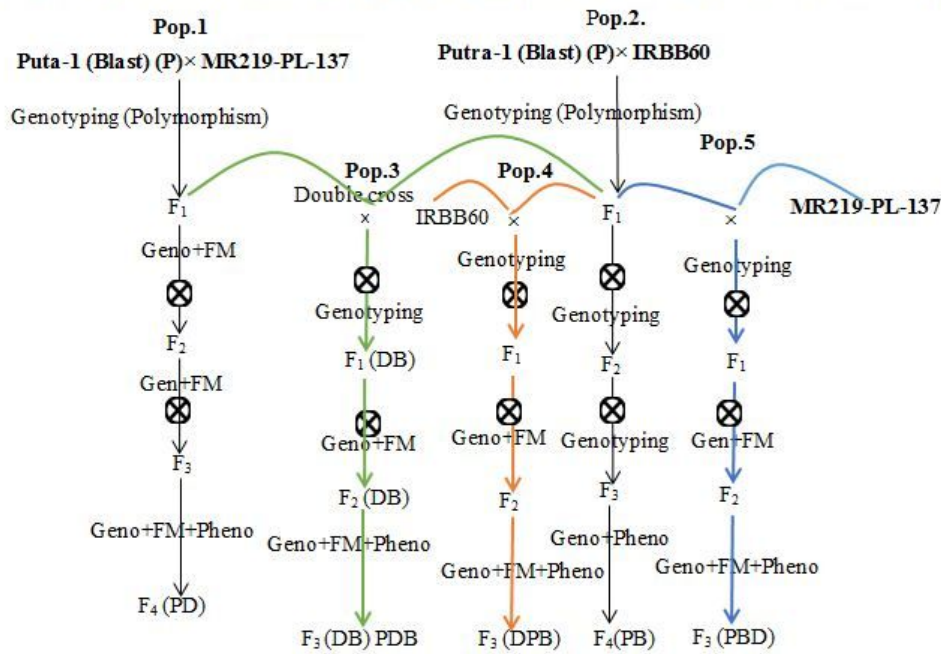 Pop.1
Puta-1 (Blast) (P)× MR219-PL-137
Pop.2.
Putra-1 (Blast) (P)× IRBB60
Genotyping (Polymorphism)
Genotyping (Polymorphism)
Pop.5
Pop.3
Double cross
×
Pop.4
IRBB60
×
F1
F1
×
MR219-PL-137
Geno+FM
Genotyping
Genotyping
Genotyping
Genotyping
F2
F1 (DB)
F1
F2
F1
Gen+FM
Geno+FM
Geno+FM
Genotyping
Gen+FM
F3
F2 (DB)
F2
F3
F2
Geno+FM+Pheno
Geno+FM+Pheno
Geno+FM+Pheno
Geno+Pheno
Geno+FM+Pheno
F4 (PD)
F3 (DB) PDB
F3 (DPB)
F4(PB)
F3 (PBD)